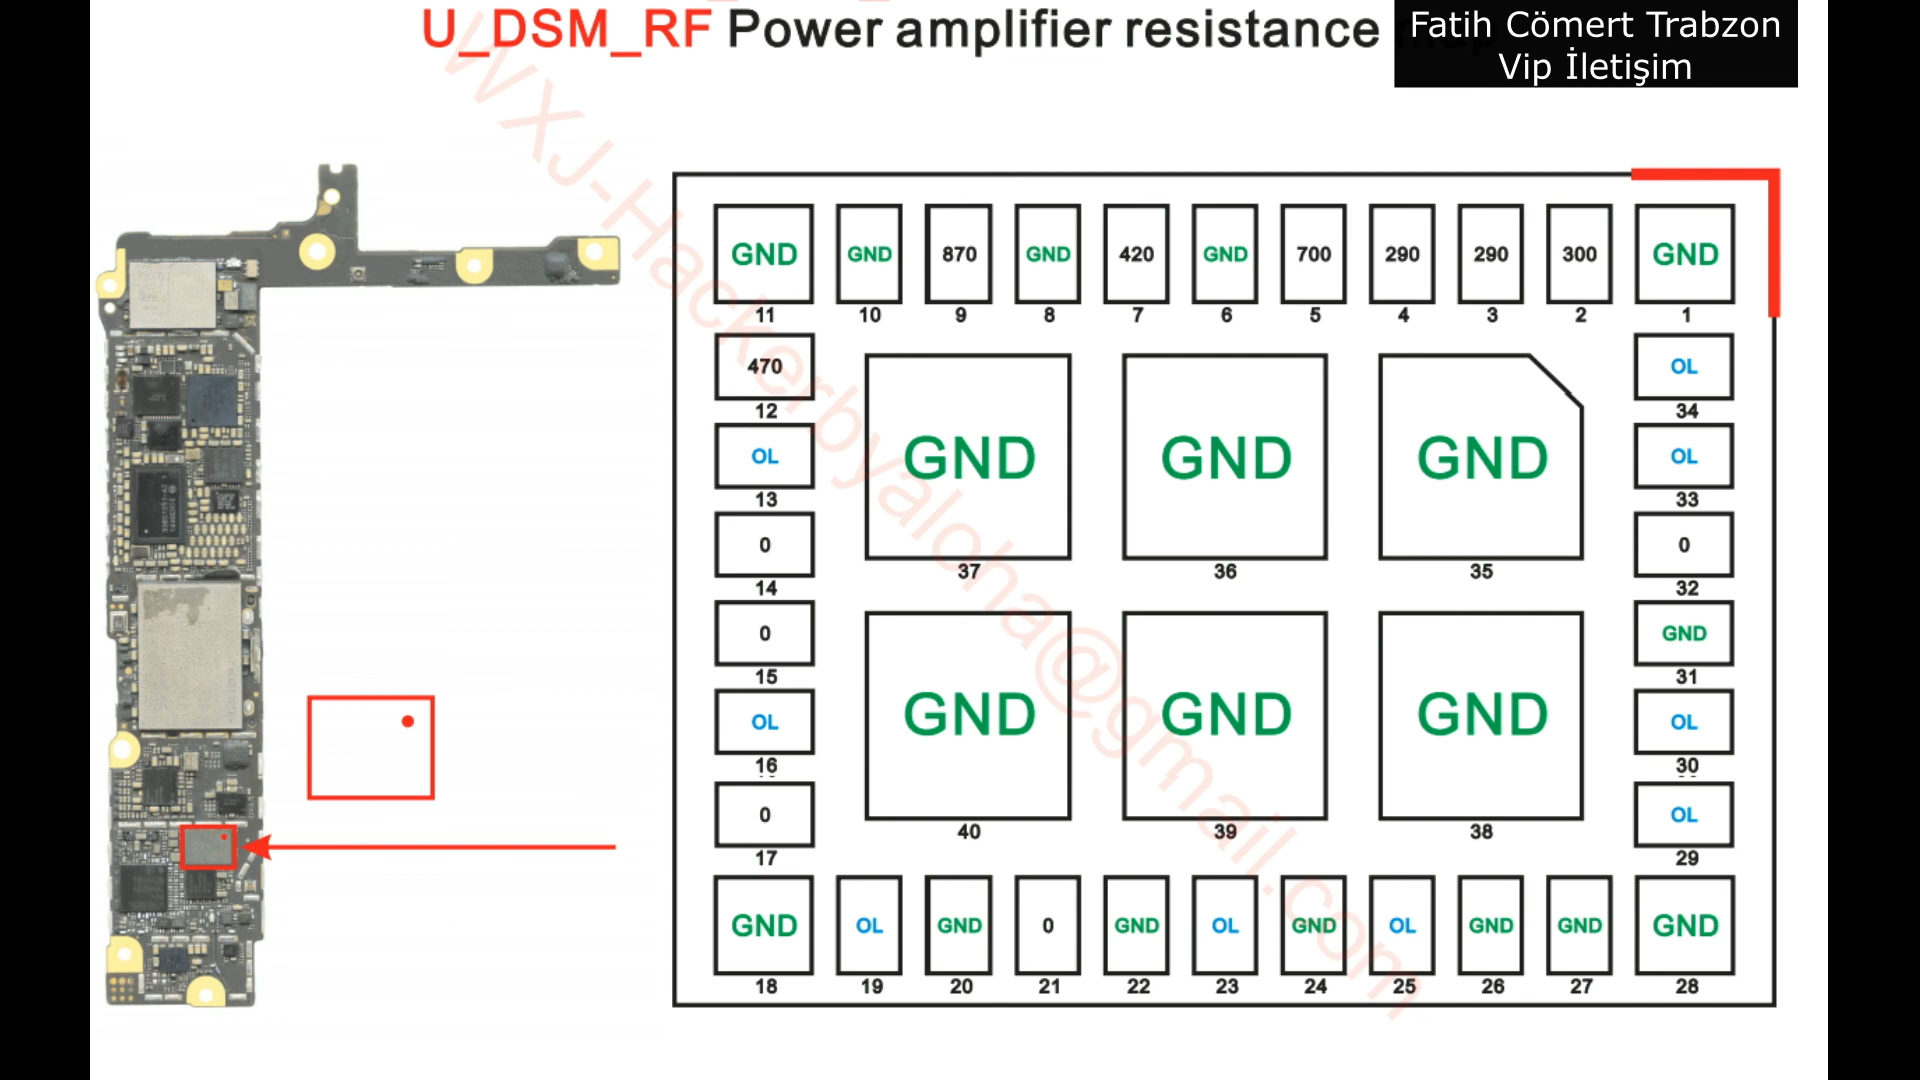 U_DSM_RF Power amplifier resistance
Fatih Cömert Trabzon
Vip İletişim
GND GND 870 GND 420 GND 700 290 290 300 GND
11 10 9 8 7 6 5 4 3 2 1
470 OL
12 34
OL GND GND GND OL
13 33
0 0
14 37 36 35 32
0 GND
15 31
OL GND GND GND OL
16 30
0 OL
17 40 39 38 29
GND OL GND 0 GND OL GND OL GND GND GND
18 19 20 21 22 23 24 25 26 27 28
WXJ-Hackerbyaloha@gmail.com